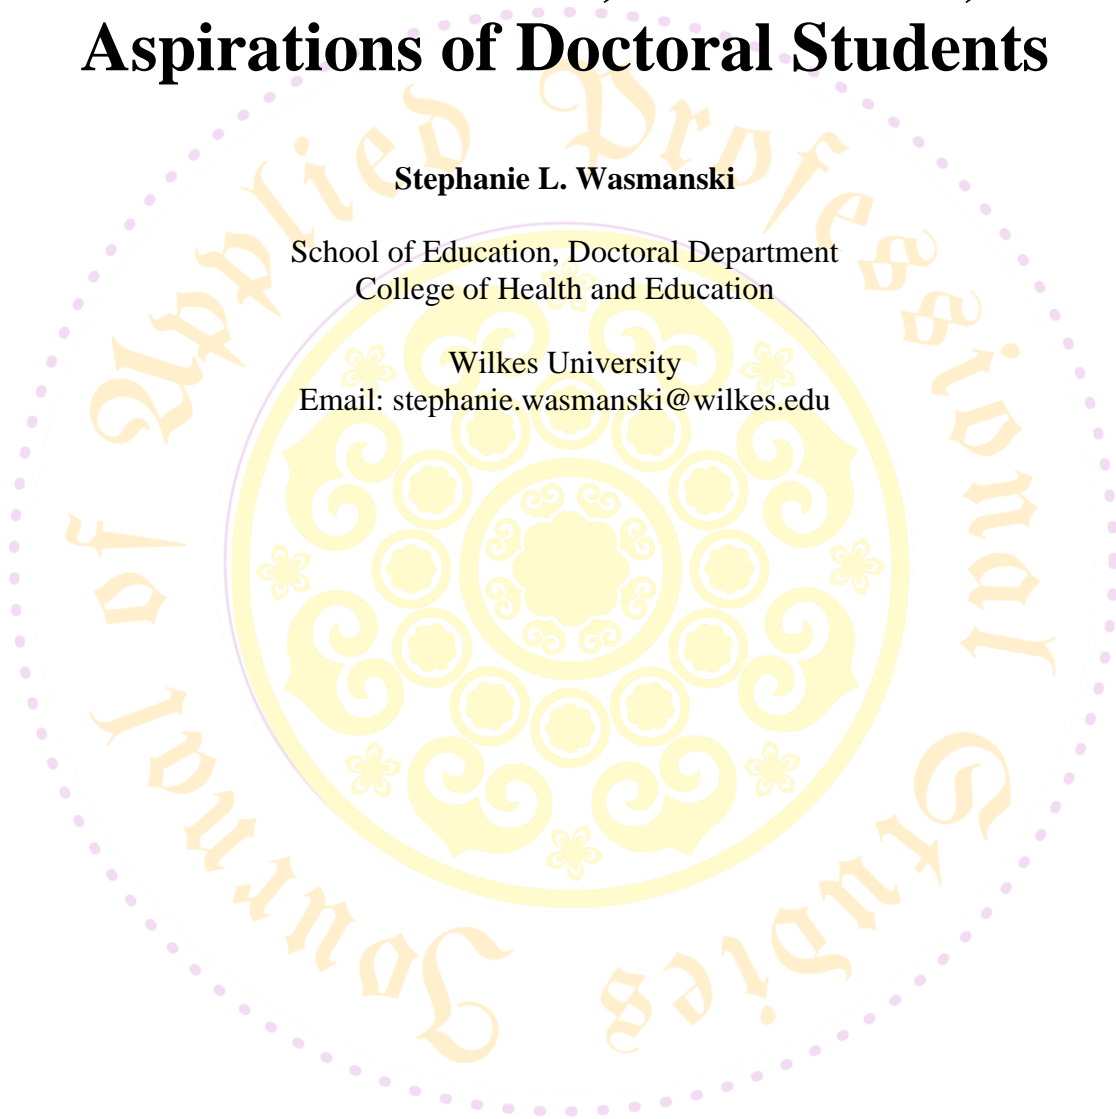 Aspirations of Doctoral Students
Stephanie L. Wasmanski
School of Education, Doctoral Department
College of Health and Education
Wilkes University
Email: stephanie.wasmanski@wilkes.edu
Journal of Applied Professional Studies